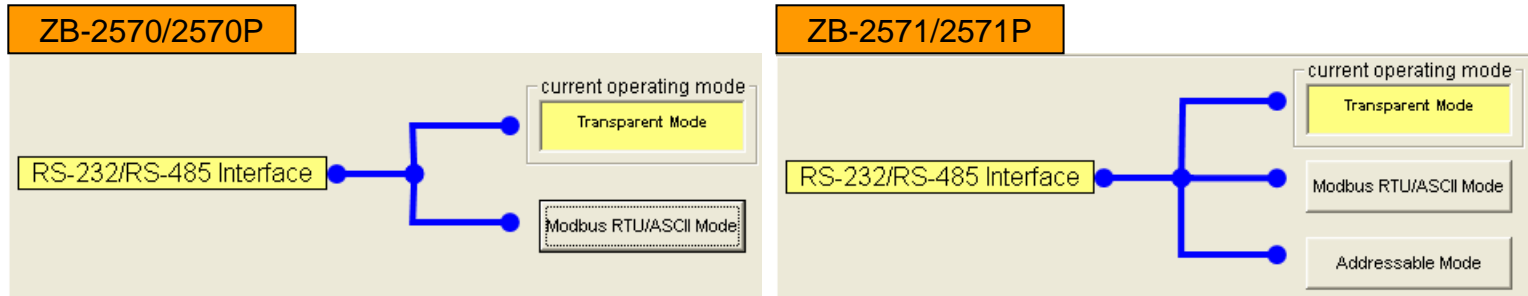 ZB-2570/2570P
current operating mode
Transparent Mode
RS-232/RS-485 Interface
Modbus RTU/ASCII Mode
ZB-2571/2571P
current operating mode
Transparent Mode
RS-232/RS-485 Interface
Modbus RTU/ASCII Mode
Addressable Mode